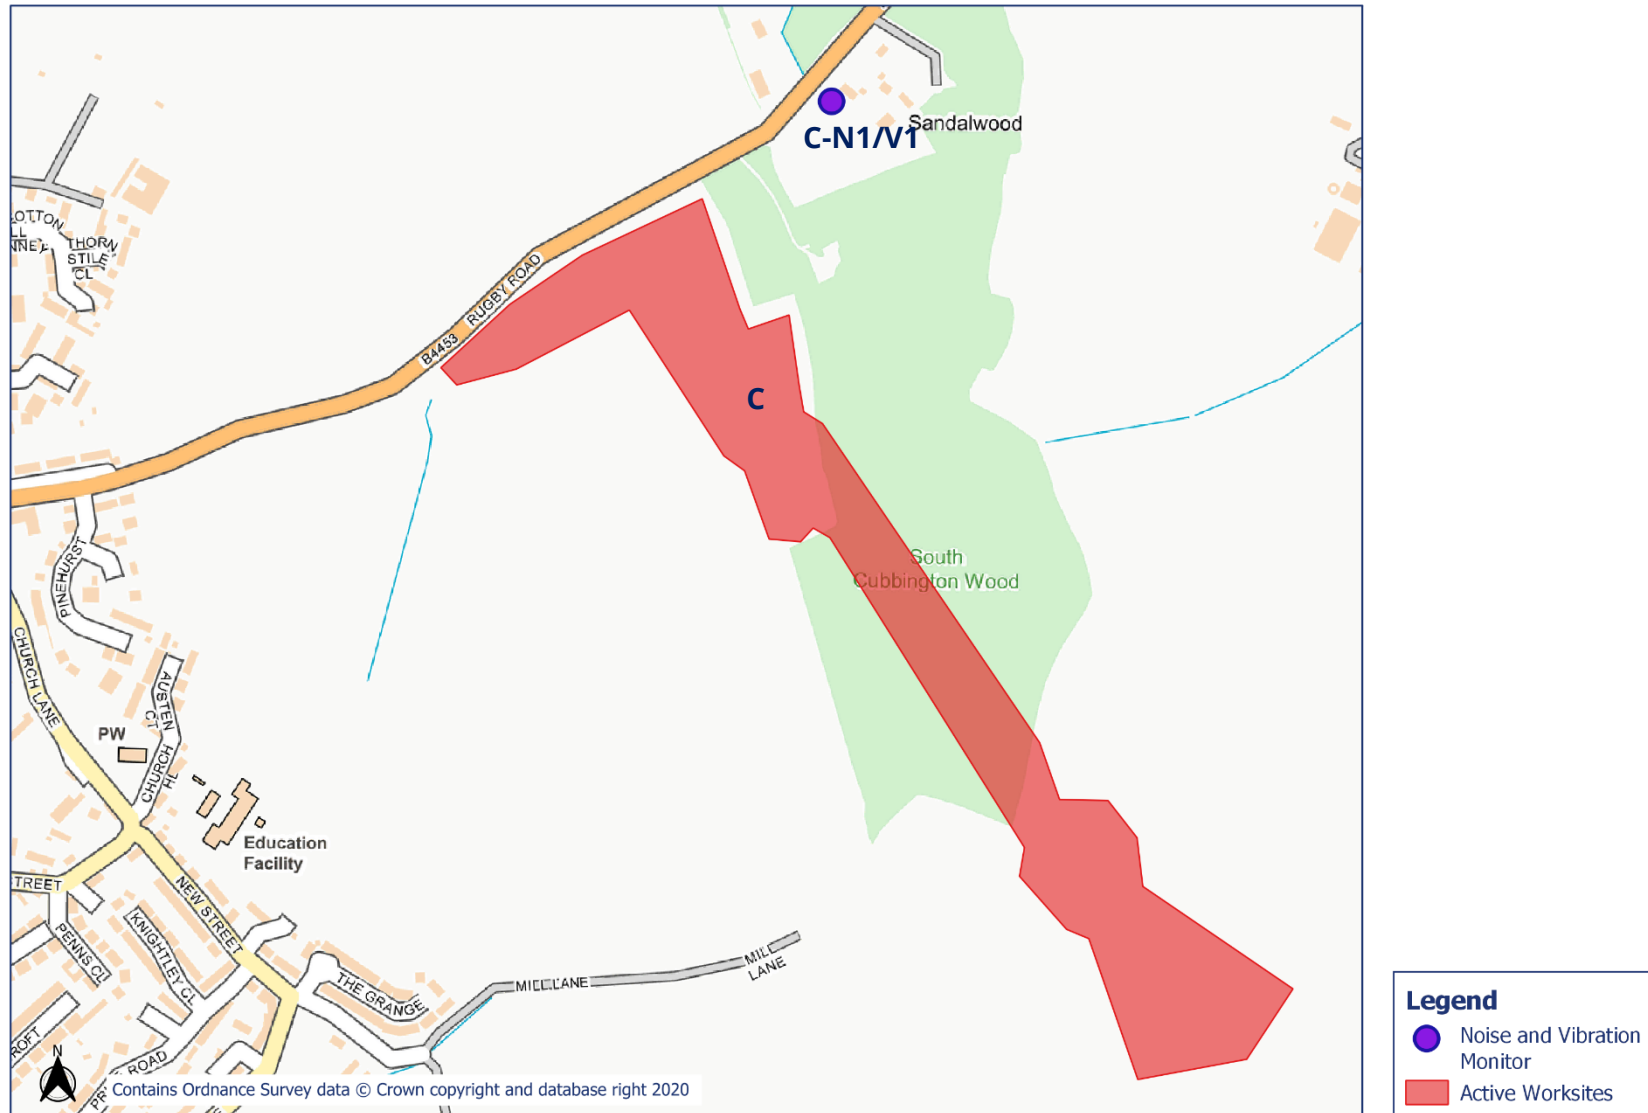 Sandalwood
C-N1/V1
OTTON
THORN
STILE
CL
RUGBY ROAD
B4453
C
South
Cubbington Wood
PINEHURST
CHURCH LANE
AUSTEN
CT
PW
CHURCH
HL
Education
Facility
TREET
NEW STREET
PENNS CL
KNIGHTLEY CL
THE GRANGE
MILL LANE
MILL
LANE
ROFT
ROAD
N
Contains Ordnance Survey data © Crown copyright and database right 2020
Legend
Noise and Vibration
Monitor
Active Worksites